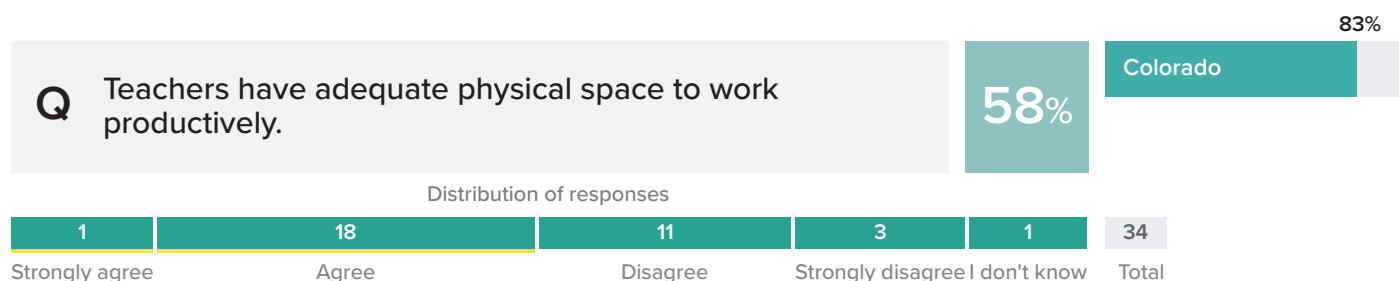 83%
Q Teachers have adequate physical space to work
productively.
58%
Colorado
Distribution of responses
1 18 11 3 1 34
Strongly agree Agree Disagree Strongly disagree I don't know Total